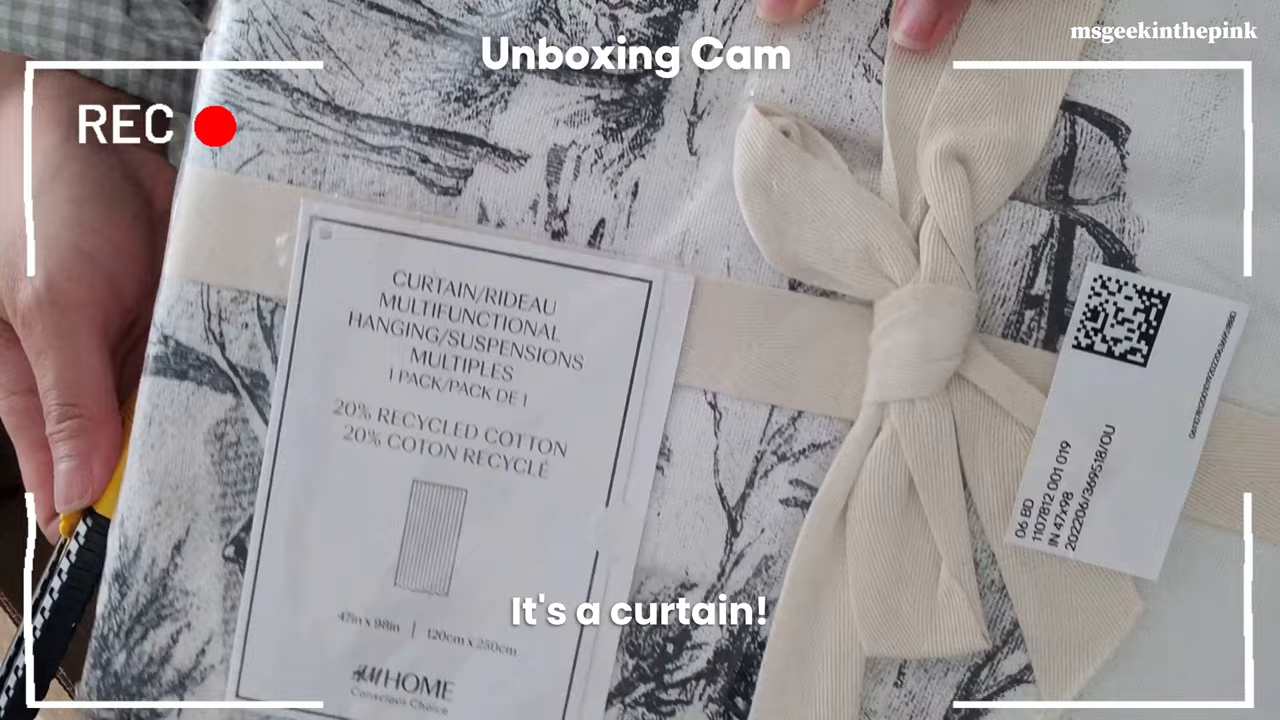 msgeekinthepink
Unboxing Cam
REC
CURTAIN/RIDEAU
MULTIFUNCTIONAL
HANGING/SUSPENSIONS
MULTIPLES
1 PACK/PACK DE 1
20% RECYCLED COTTON
20% COTON RECYCLÉ
47in x 98in | 120cm x 250cm
H&M HOME
Conscious Choice
06 BD
1107812 001 019
IN 47x98
202206/369518/OU
It's a curtain!